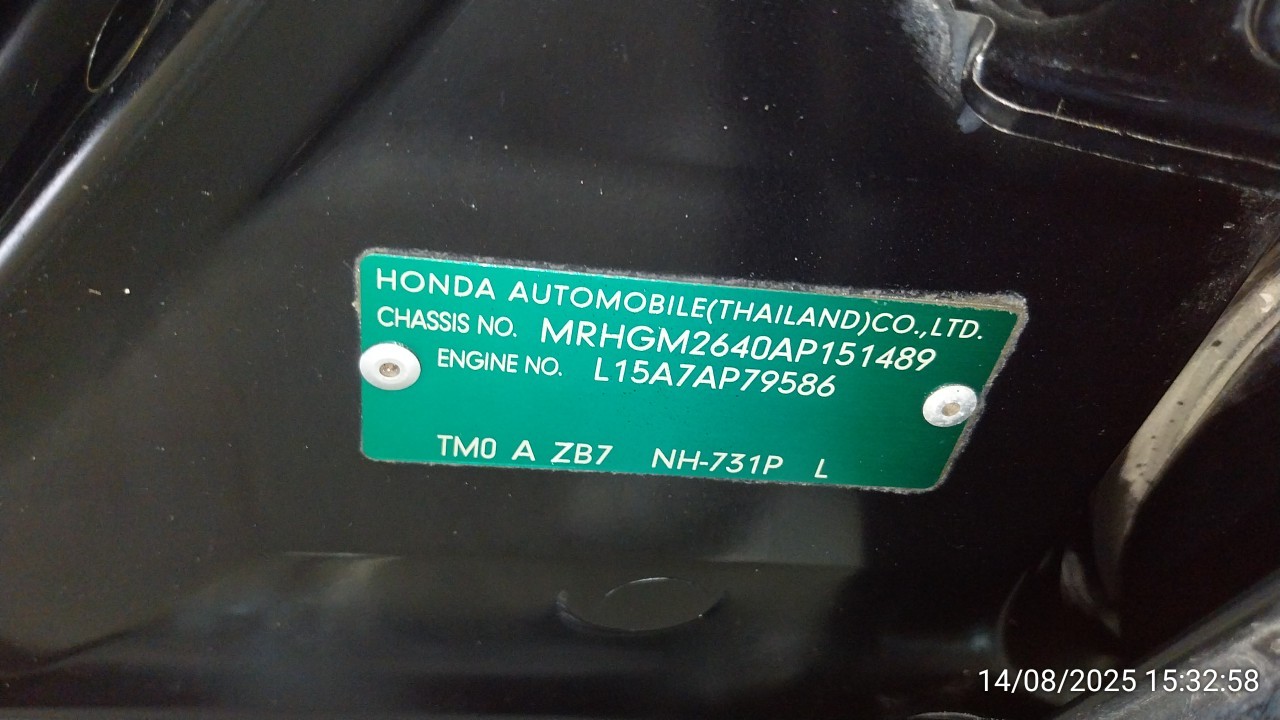 HONDA AUTOMOBILE(THAILAND)CO.,LTD.
CHASSIS NO. MRHGM2640AP151489
ENGINE NO. L15A7AP79586
TM0 A ZB7 NH-731P L
14/08/2025 15:32:58